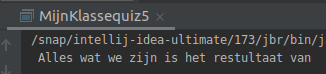 MijnKlassequiz5 ×
/snap/intellij-idea-ultimate/173/jbr/bin/j
Alles wat we zijn is het restultaat van